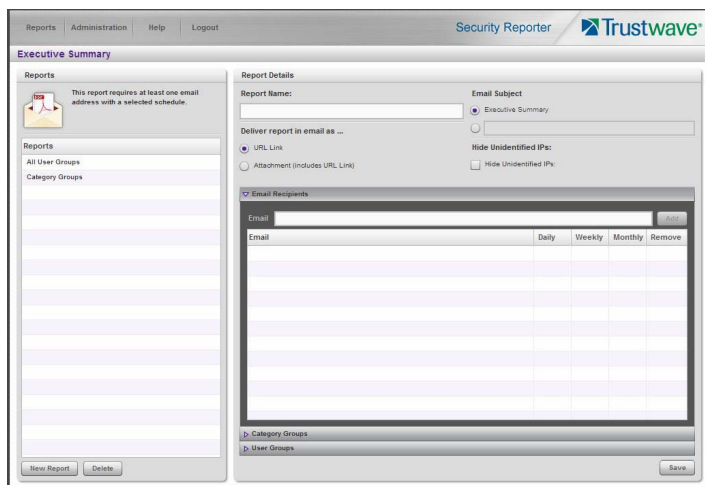 Reports Administration Help Logout
Security Reporter Trustwave®
Executive Summary
Reports
PDF
This report requires at least one email
address with a selected schedule.
Reports
All User Groups
Category Groups
New Report Delete
Report Details
Report Name:
Email Subject
Executive Summary
Deliver report in email as ...
URL Link
Attachment (includes URL Link)
Hide Unidentified IPs:
Hide Unidentified IPs:
Email Recipients
Email Add
Email Daily Weekly Monthly Remove
Category Groups
User Groups
Save